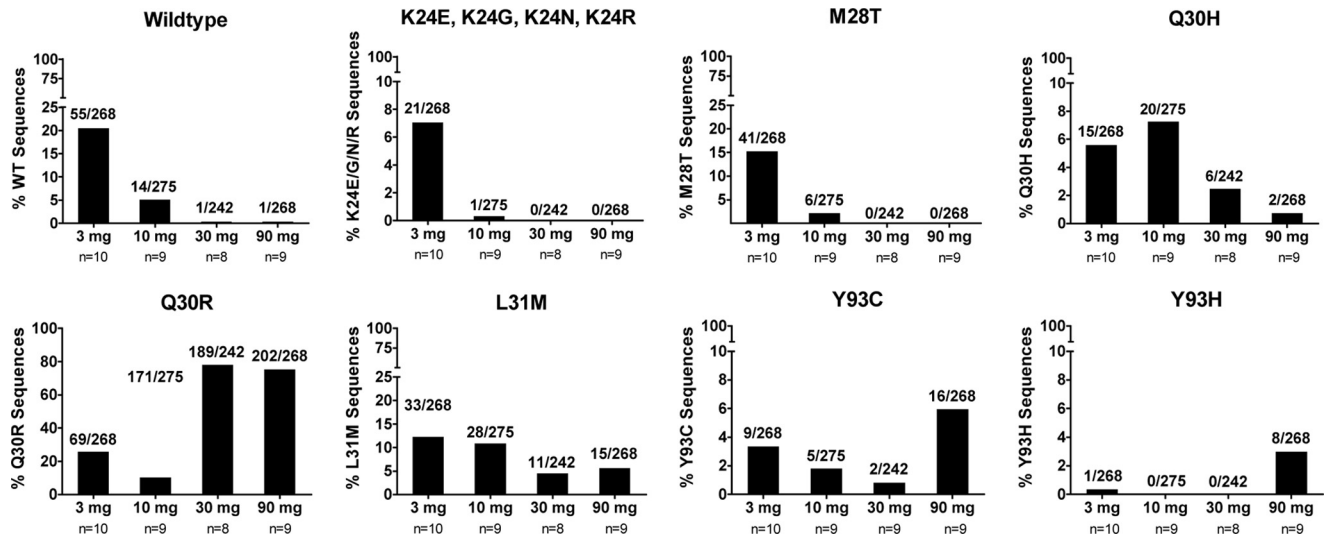 Wildtype
% WT Sequences
100
75
25
20
15
10
5
0
55/268
14/275
1/242
1/268
3 mg
10 mg
30 mg
90 mg
n=10
n=9
n=8
n=9
K24E, K24G, K24N, K24R
% K24E/G/N/R Sequences
100
10
8
6
4
2
0
21/268
1/275
0/242
0/268
3 mg
10 mg
30 mg
90 mg
n=10
n=9
n=8
n=9
M28T
% M28T Sequences
100
75
25
20
15
10
5
41/268
6/275
0/242
0/268
3 mg
10 mg
30 mg
90 mg
n=10
n=9
n=8
n=9
Q30H
% Q30H Sequences
100
10
8
6
4
2
0
15/268
20/275
6/242
2/268
3 mg
10 mg
30 mg
90 mg
n=10
n=9
n=8
n=9
Q30R
% Q30R Sequences
100
80
60
40
20
0
69/268
171/275
189/242
202/268
3 mg
10 mg
30 mg
90 mg
n=10
n=9
n=8
n=9
L31M
% L31M Sequences
100
75
25
20
15
10
5
0
33/268
28/275
11/242
15/268
3 mg
10 mg
30 mg
90 mg
n=10
n=9
n=8
n=9
Y93C
% Y93C Sequences
100
10
8
6
4
2
0
9/268
5/275
2/242
16/268
3 mg
10 mg
30 mg
90 mg
n=10
n=9
n=9
n=9
Y93H
% Y93H Sequences
100
10
8
6
4
2
0
1/268
0/275
0/242
8/268
3 mg
10 mg
30 mg
90 mg
n=10
n=9
n=8
n=9